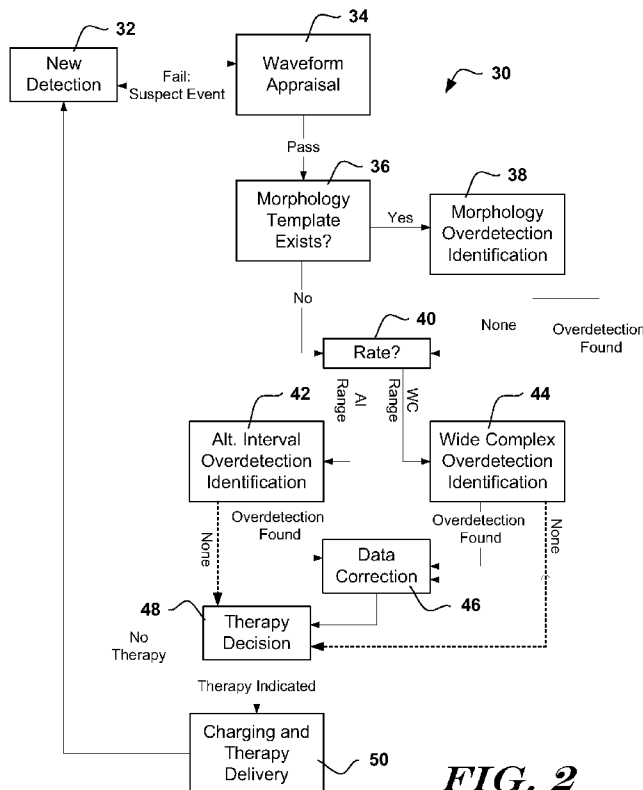 32
New
Detection
Fail:
Suspect Event
34
Waveform
Appraisal
30
Pass
36
Morphology
Template
Exists?
Yes
38
Morphology
Overdetection
Identification
No
40
Rate?
None
Overdetection
Found
AI
Range
WC
Range
42
Alt. Interval
Overdetection
Identification
44
Wide Complex
Overdetection
Identification
None
Overdetection
Found
Overdetection
Found
None
Data
Correction
46
48
Therapy
Decision
No
Therapy
Therapy Indicated
Charging and
Therapy
Delivery
50
FIG. 2